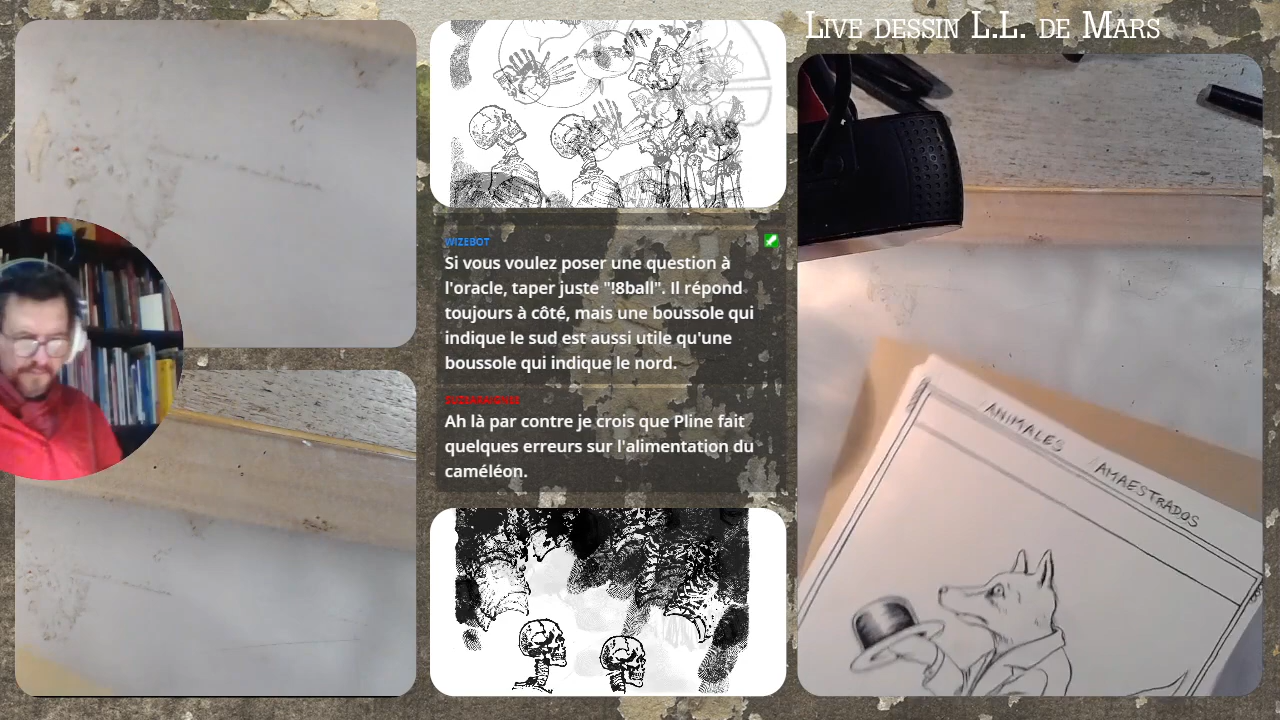 Live dessin L.L. de Mars
WIZEBOT
Si vous voulez poser une question à
l'oracle, taper juste "!8ball". Il répond
toujours à côté, mais une boussole qui
indique le sud est aussi utile qu'une
boussole qui indique le nord.
Ah là par contre je crois que Pline fait
quelques erreurs sur l'alimentation du
caméléon.
ANIMALES AMAESTRADOS